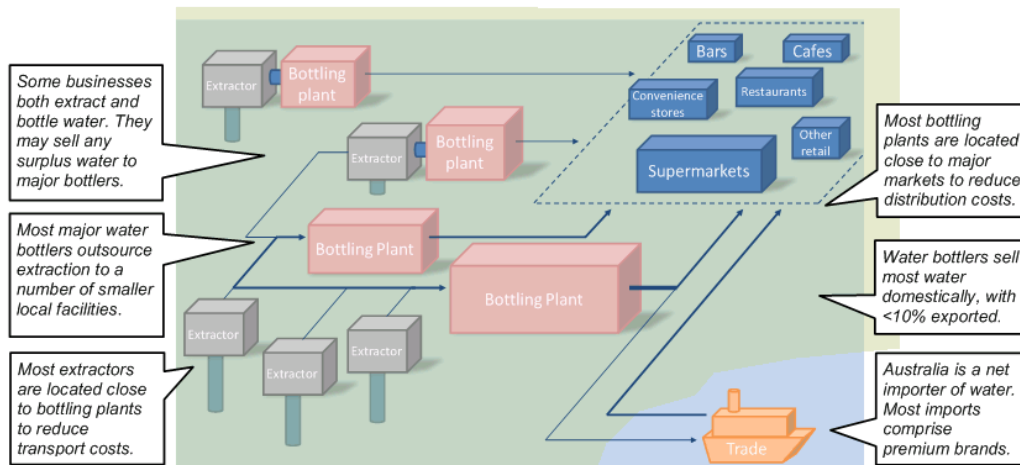 Some businesses
both extract and
bottle water. They
may sell any
surplus water to
major bottlers.
Most major water
bottlers outsource
extraction to a
number of smaller
local facilities.
Most extractors
are located close
to bottling plants
to reduce
transport costs.
Extractor
Bottling
plant
Extractor
Bottling
plant
Bottling Plant
Bottling Plant
Extractor
Extractor
Extractor
Bars
Cafes
Convenience
stores
Restaurants
Other
retail
Supermarkets
Trade
Most bottling
plants are located
close to major
markets to reduce
distribution costs.
Water bottlers sell
most water
domestically, with
<10% exported.
Australia is a net
importer of water.
Most imports
comprise
premium brands.